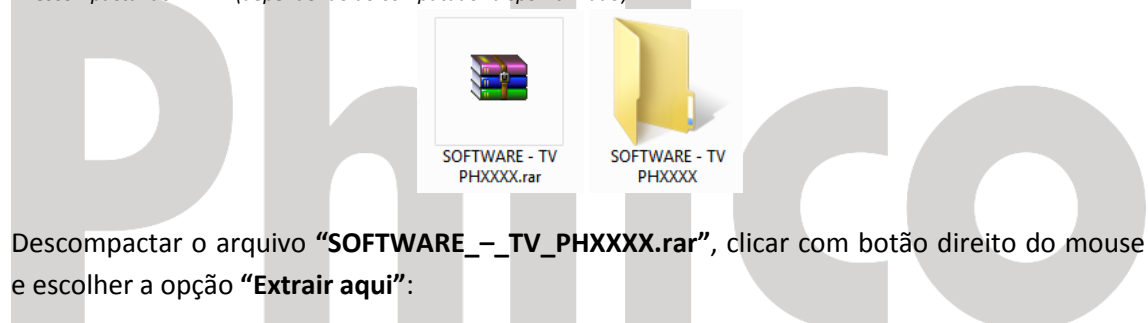 SOFTWARE - TV
PHXXXX.rar
SOFTWARE - TV
PHXXXX
Descompactar o arquivo “SOFTWARE_–_TV_PHXXXX.rar”, clicar com botão direito do mouse
e escolher a opção “Extrair aqui”:
Philco